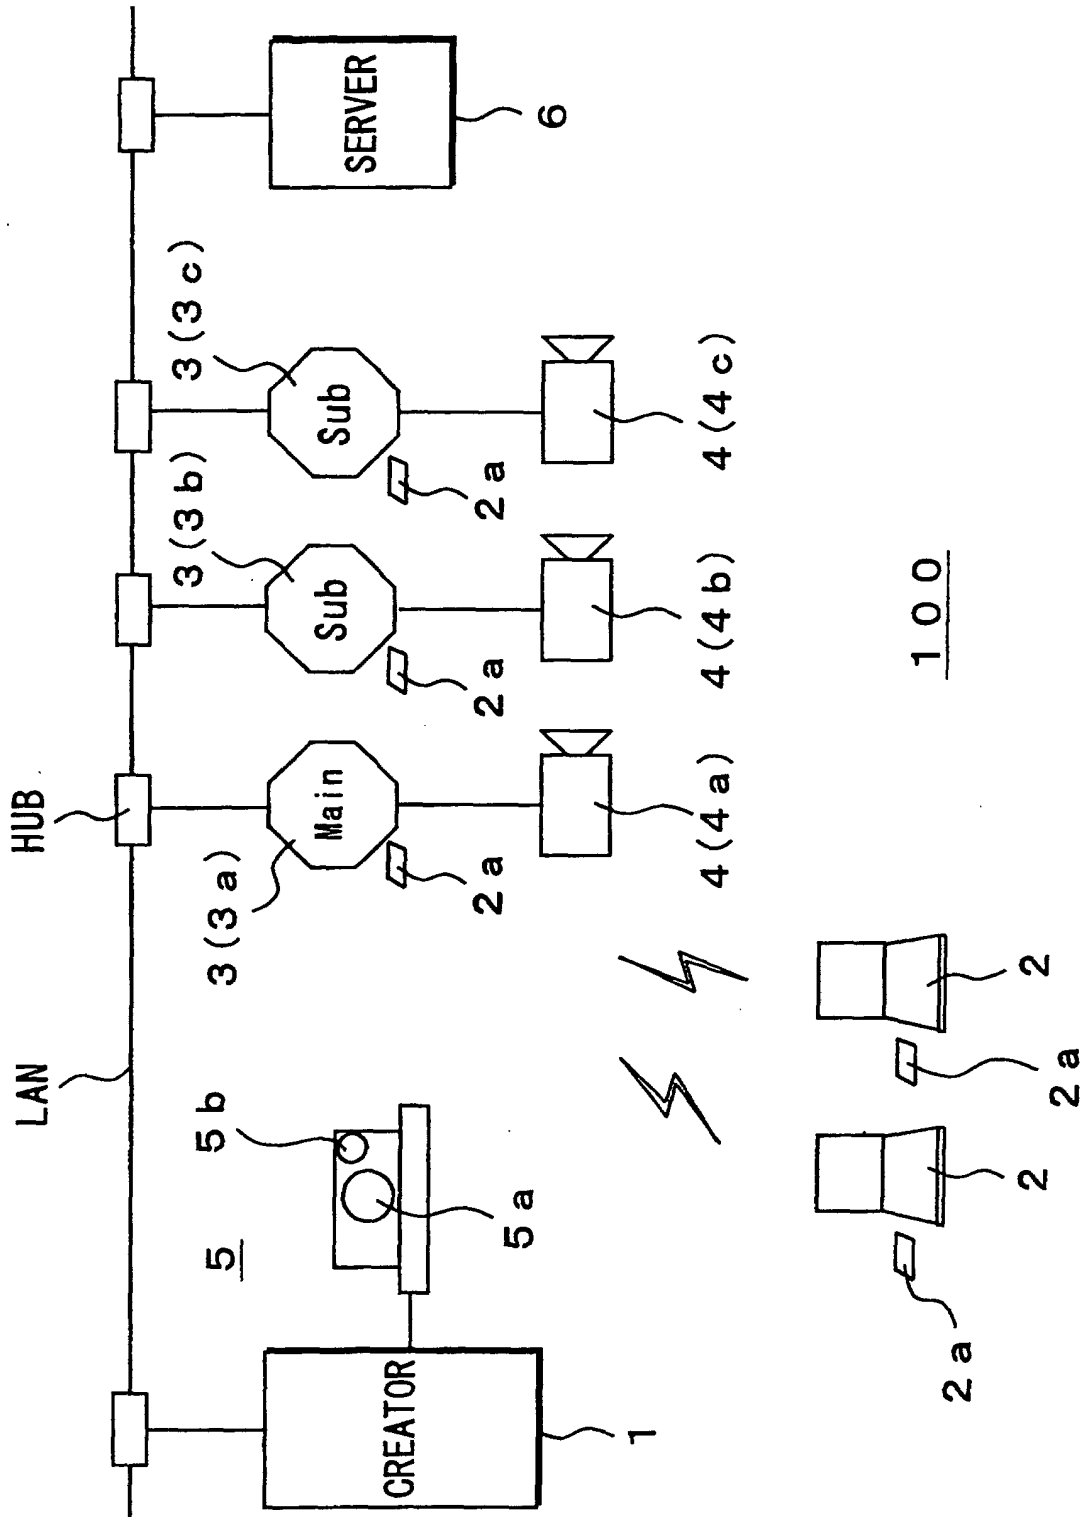 LAN
HUB
5
5b
5a
CREATOR
1
3(3a)
Main
2a
4(4a)
3(3b)
Sub
2a
4(4b)
3(3c)
Sub
2a
4(4c)
SERVER
6
2a
2
2a
2
100